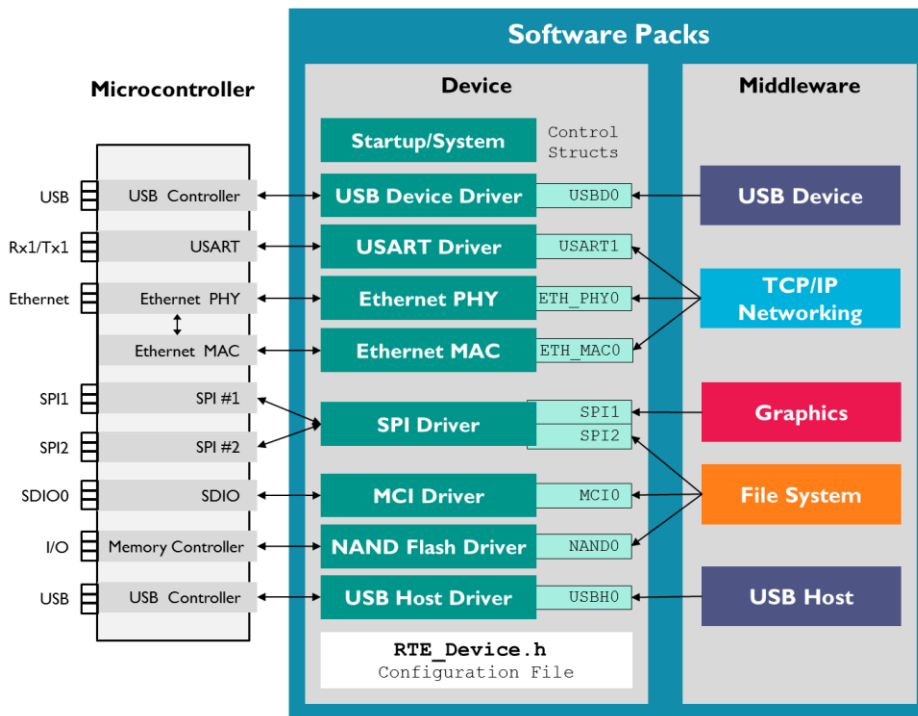 Software Packs
Microcontroller
Device
Middleware
Startup/System
Control
Structs
USB
USB Controller
USB Device Driver
USBD0
USB Device
Rx1/Tx1
USART
USART Driver
USART1
Ethernet
Ethernet PHY
Ethernet PHY
ETH_PHY0
TCP/IP
Networking
Ethernet MAC
Ethernet MAC
ETH_MAC0
SPI1
SPI #1
SPI Driver
SPI1
Graphics
SPI2
SPI #2
SPI2
SDIO0
SDIO
MCI Driver
MCI0
File System
I/O
Memory Controller
NAND Flash Driver
NAND0
USB
USB Controller
USB Host Driver
USBH0
USB Host
RTE_Device.h
Configuration File